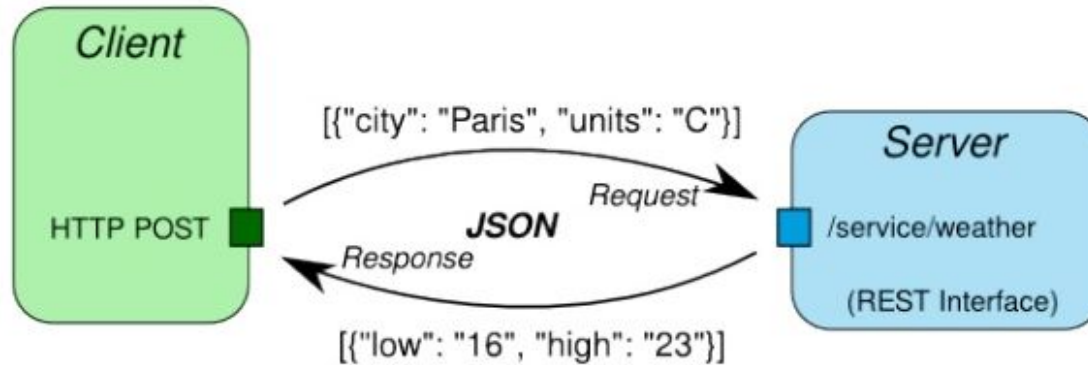 Client
[{"city": "Paris", "units": "C"}]
Server
Request
HTTP POST
JSON
/service/weather
Response
(REST Interface)
[{"low": "16", "high": "23"}]